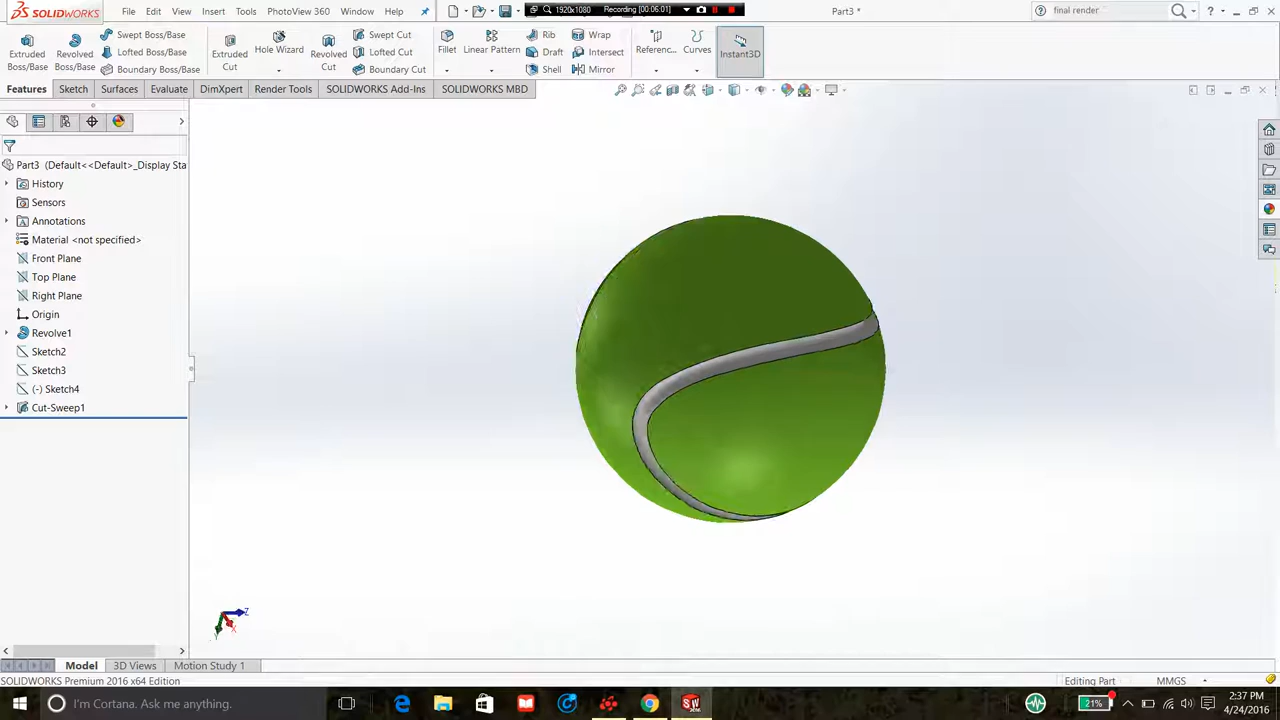 SOLIDWORKS File Edit View Insert Tools PhotoView 360 Window Help
1920x1080 Recording [00:06:01]
Part3 *
final render
Extruded Boss/Base Revolved Boss/Base Swept Boss/Base Lofted Boss/Base Boundary Boss/Base
Extruded Cut Hole Wizard Revolved Cut Swept Cut Lofted Cut Boundary Cut
Fillet Linear Pattern Rib Draft Shell Wrap Intersect Mirror
Referenc... Curves Instant3D
Features Sketch Surfaces Evaluate DimXpert Render Tools SOLIDWORKS Add-Ins SOLIDWORKS MBD
Part3 (Default<<Default>_Display Sta
History
Sensors
Annotations
Material <not specified>
Front Plane
Top Plane
Right Plane
Origin
Revolve1
Sketch2
Sketch3
(-) Sketch4
Cut-Sweep1
Z
X
Y
Model 3D Views Motion Study 1
SOLIDWORKS Premium 2016 x64 Edition
Editing Part MMGS
I'm Cortana. Ask me anything.
21%
2:37 PM
4/24/2016